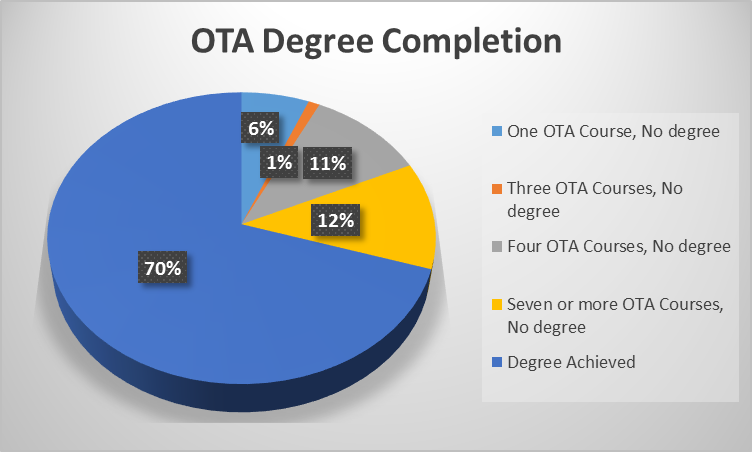 OTA Degree Completion
6%
1%
11%
12%
70%
One OTA Course, No degree
Three OTA Courses, No
degree
Four OTA Courses, No degree
Seven or more OTA Courses,
No degree
Degree Achieved